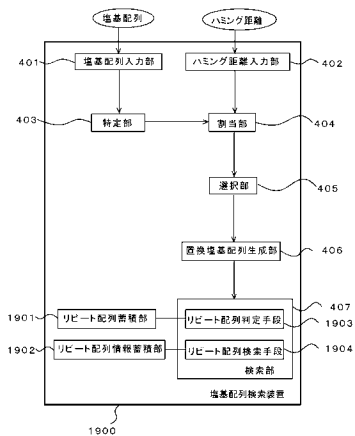 塩基配列
ハミング距離
401
塩基配列入力部
ハミング距離入力部
402
403
特定部
割当部
404
選択部
405
置換塩基配列生成部
406
407
1901
リピート配列蓄積部
リピート配列判定手段
1903
1902
リピート配列情報蓄積部
リピート配列検索手段
1904
検索部
塩基配列検索装置
1900